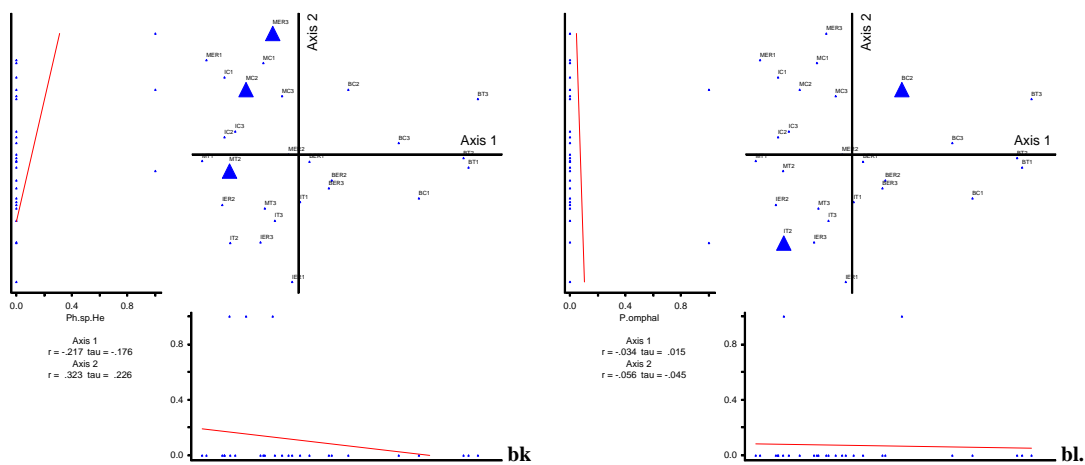 Axis 2
MER3
MER1
MC1
IC1
MC2
MC3
BC2
BT3
IC3
IC2
BC3
Axis 1
MER2
MT1
MT2
BER1
BT2
BT1
BER2
BER3
IER2
MT3
IT1
BC1
IT3
IT2
IER3
IER1
0.0 0.4 0.8
Ph.sp.He
Axis 1
r = -.217 tau = -.176
Axis 2
r = .323 tau = .226
0.8
0.4
0.0
bk
Axis 2
MER3
MER1
MC1
IC1
MC2
MC3
BC2
BT3
IC3
IC2
BC3
Axis 1
MER2
MT1
MT2
BER1
BT2
BT1
BER2
BER3
IER2
MT3
IT1
BC1
IT3
IT2
IER3
IER1
0.0 0.4 0.8
P.omphal
Axis 1
r = -.034 tau = .015
Axis 2
r = -.056 tau = -.045
0.8
0.4
0.0
bl.